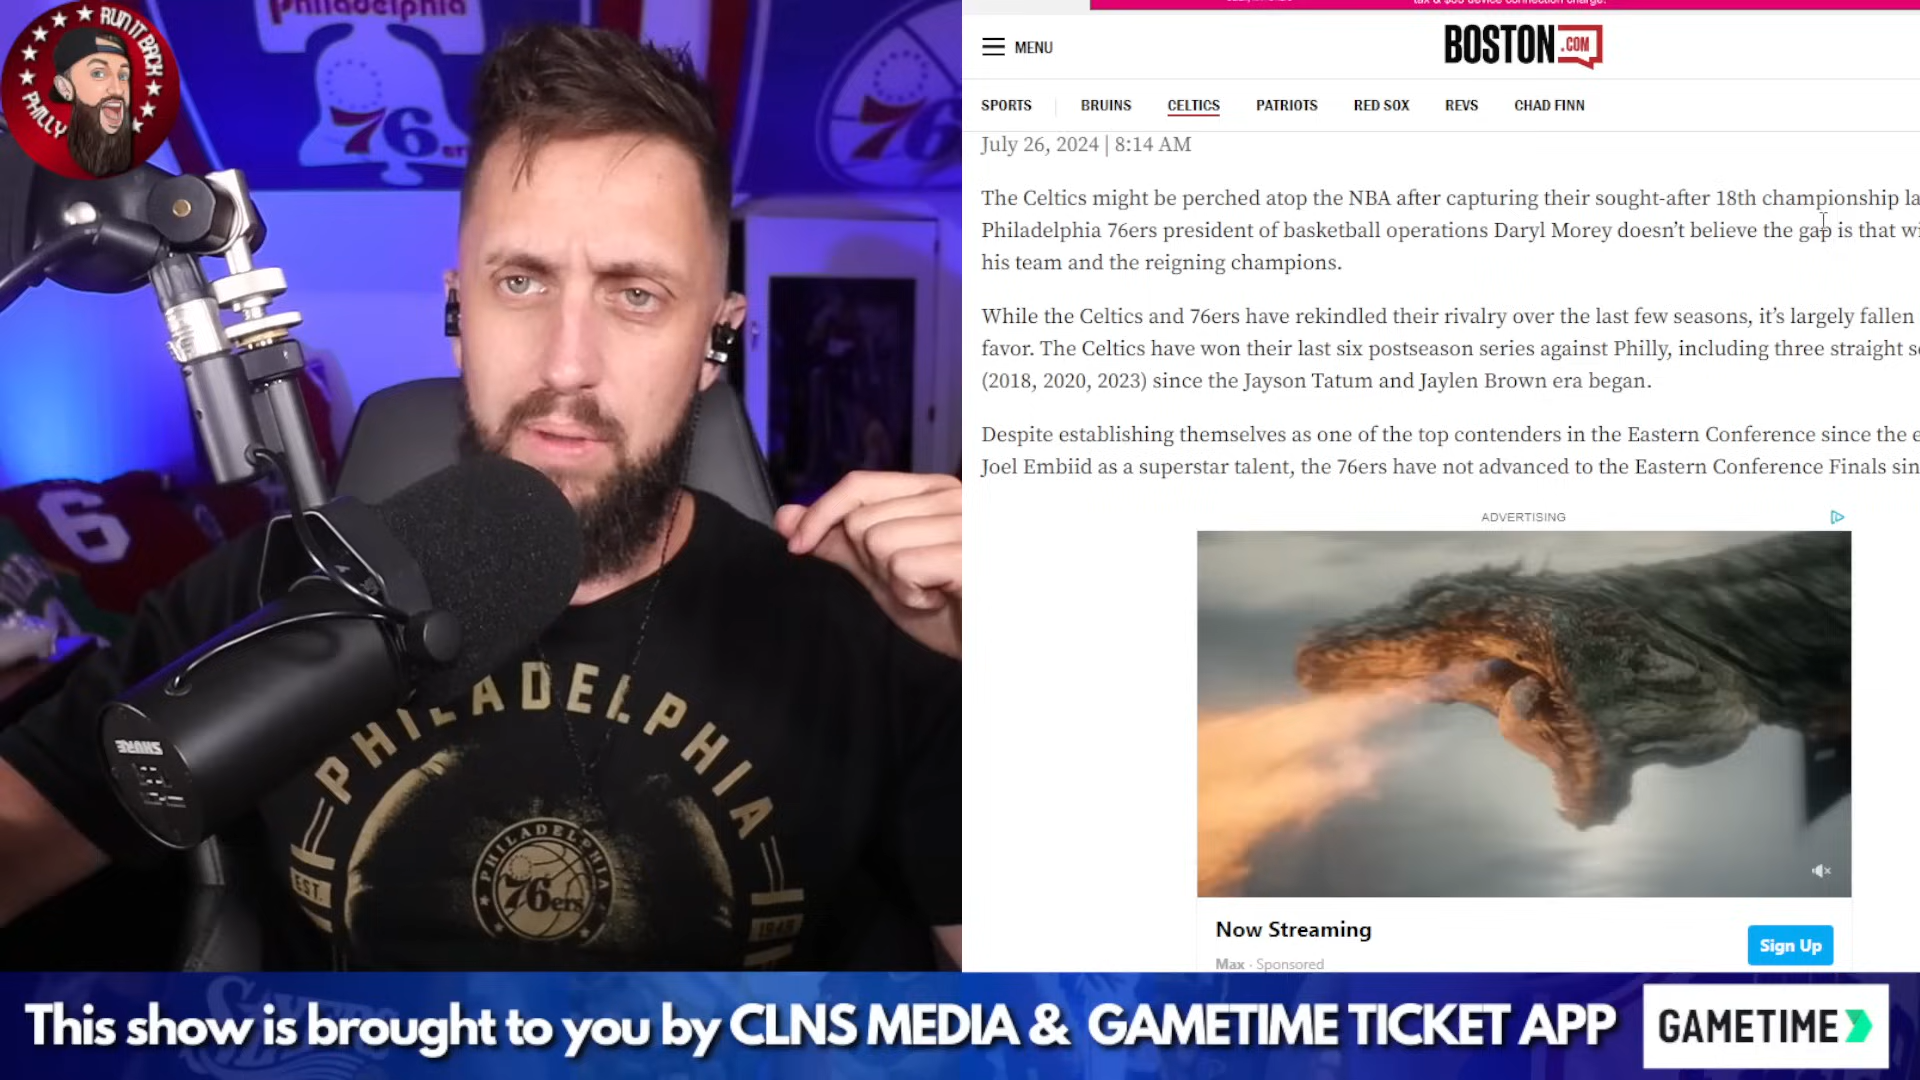 RUN IT BACK
PHILLY
Philadelphia
76ers
76
6
SHURE
PHILADELPHIA
EST.
1949
PHILADELPHIA
76ers
MENU
BOSTON.COM
SPORTS BRUINS CELTICS PATRIOTS RED SOX REVS CHAD FINN
July 26, 2024 | 8:14 AM
The Celtics might be perched atop the NBA after capturing their sought-after 18th championship la
Philadelphia 76ers president of basketball operations Daryl Morey doesn’t believe the gap is that wi
his team and the reigning champions.
While the Celtics and 76ers have rekindled their rivalry over the last few seasons, it’s largely fallen
favor. The Celtics have won their last six postseason series against Philly, including three straight s
(2018, 2020, 2023) since the Jayson Tatum and Jaylen Brown era began.
Despite establishing themselves as one of the top contenders in the Eastern Conference since the e
Joel Embiid as a superstar talent, the 76ers have not advanced to the Eastern Conference Finals sin
ADVERTISING
Now Streaming
Max · Sponsored
Sign Up
This show is brought to you by CLNS MEDIA & GAMETIME TICKET APP
GAMETIME